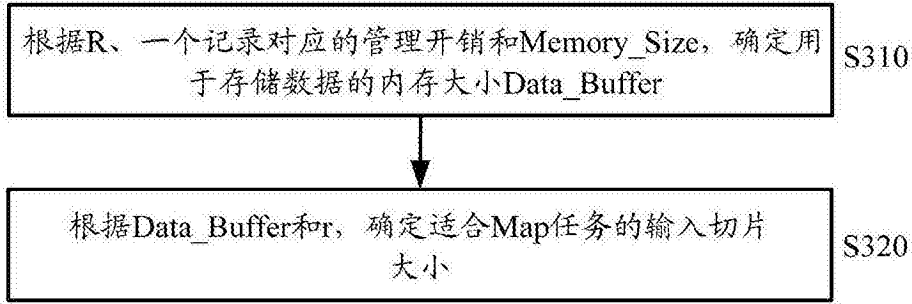 根据R、一个记录对应的管理开销和Memory_Size，确定用
于存储数据的内存大小Data_Buffer
S310
根据Data_Buffer和r，确定适合Map任务的输入切片
大小
S320